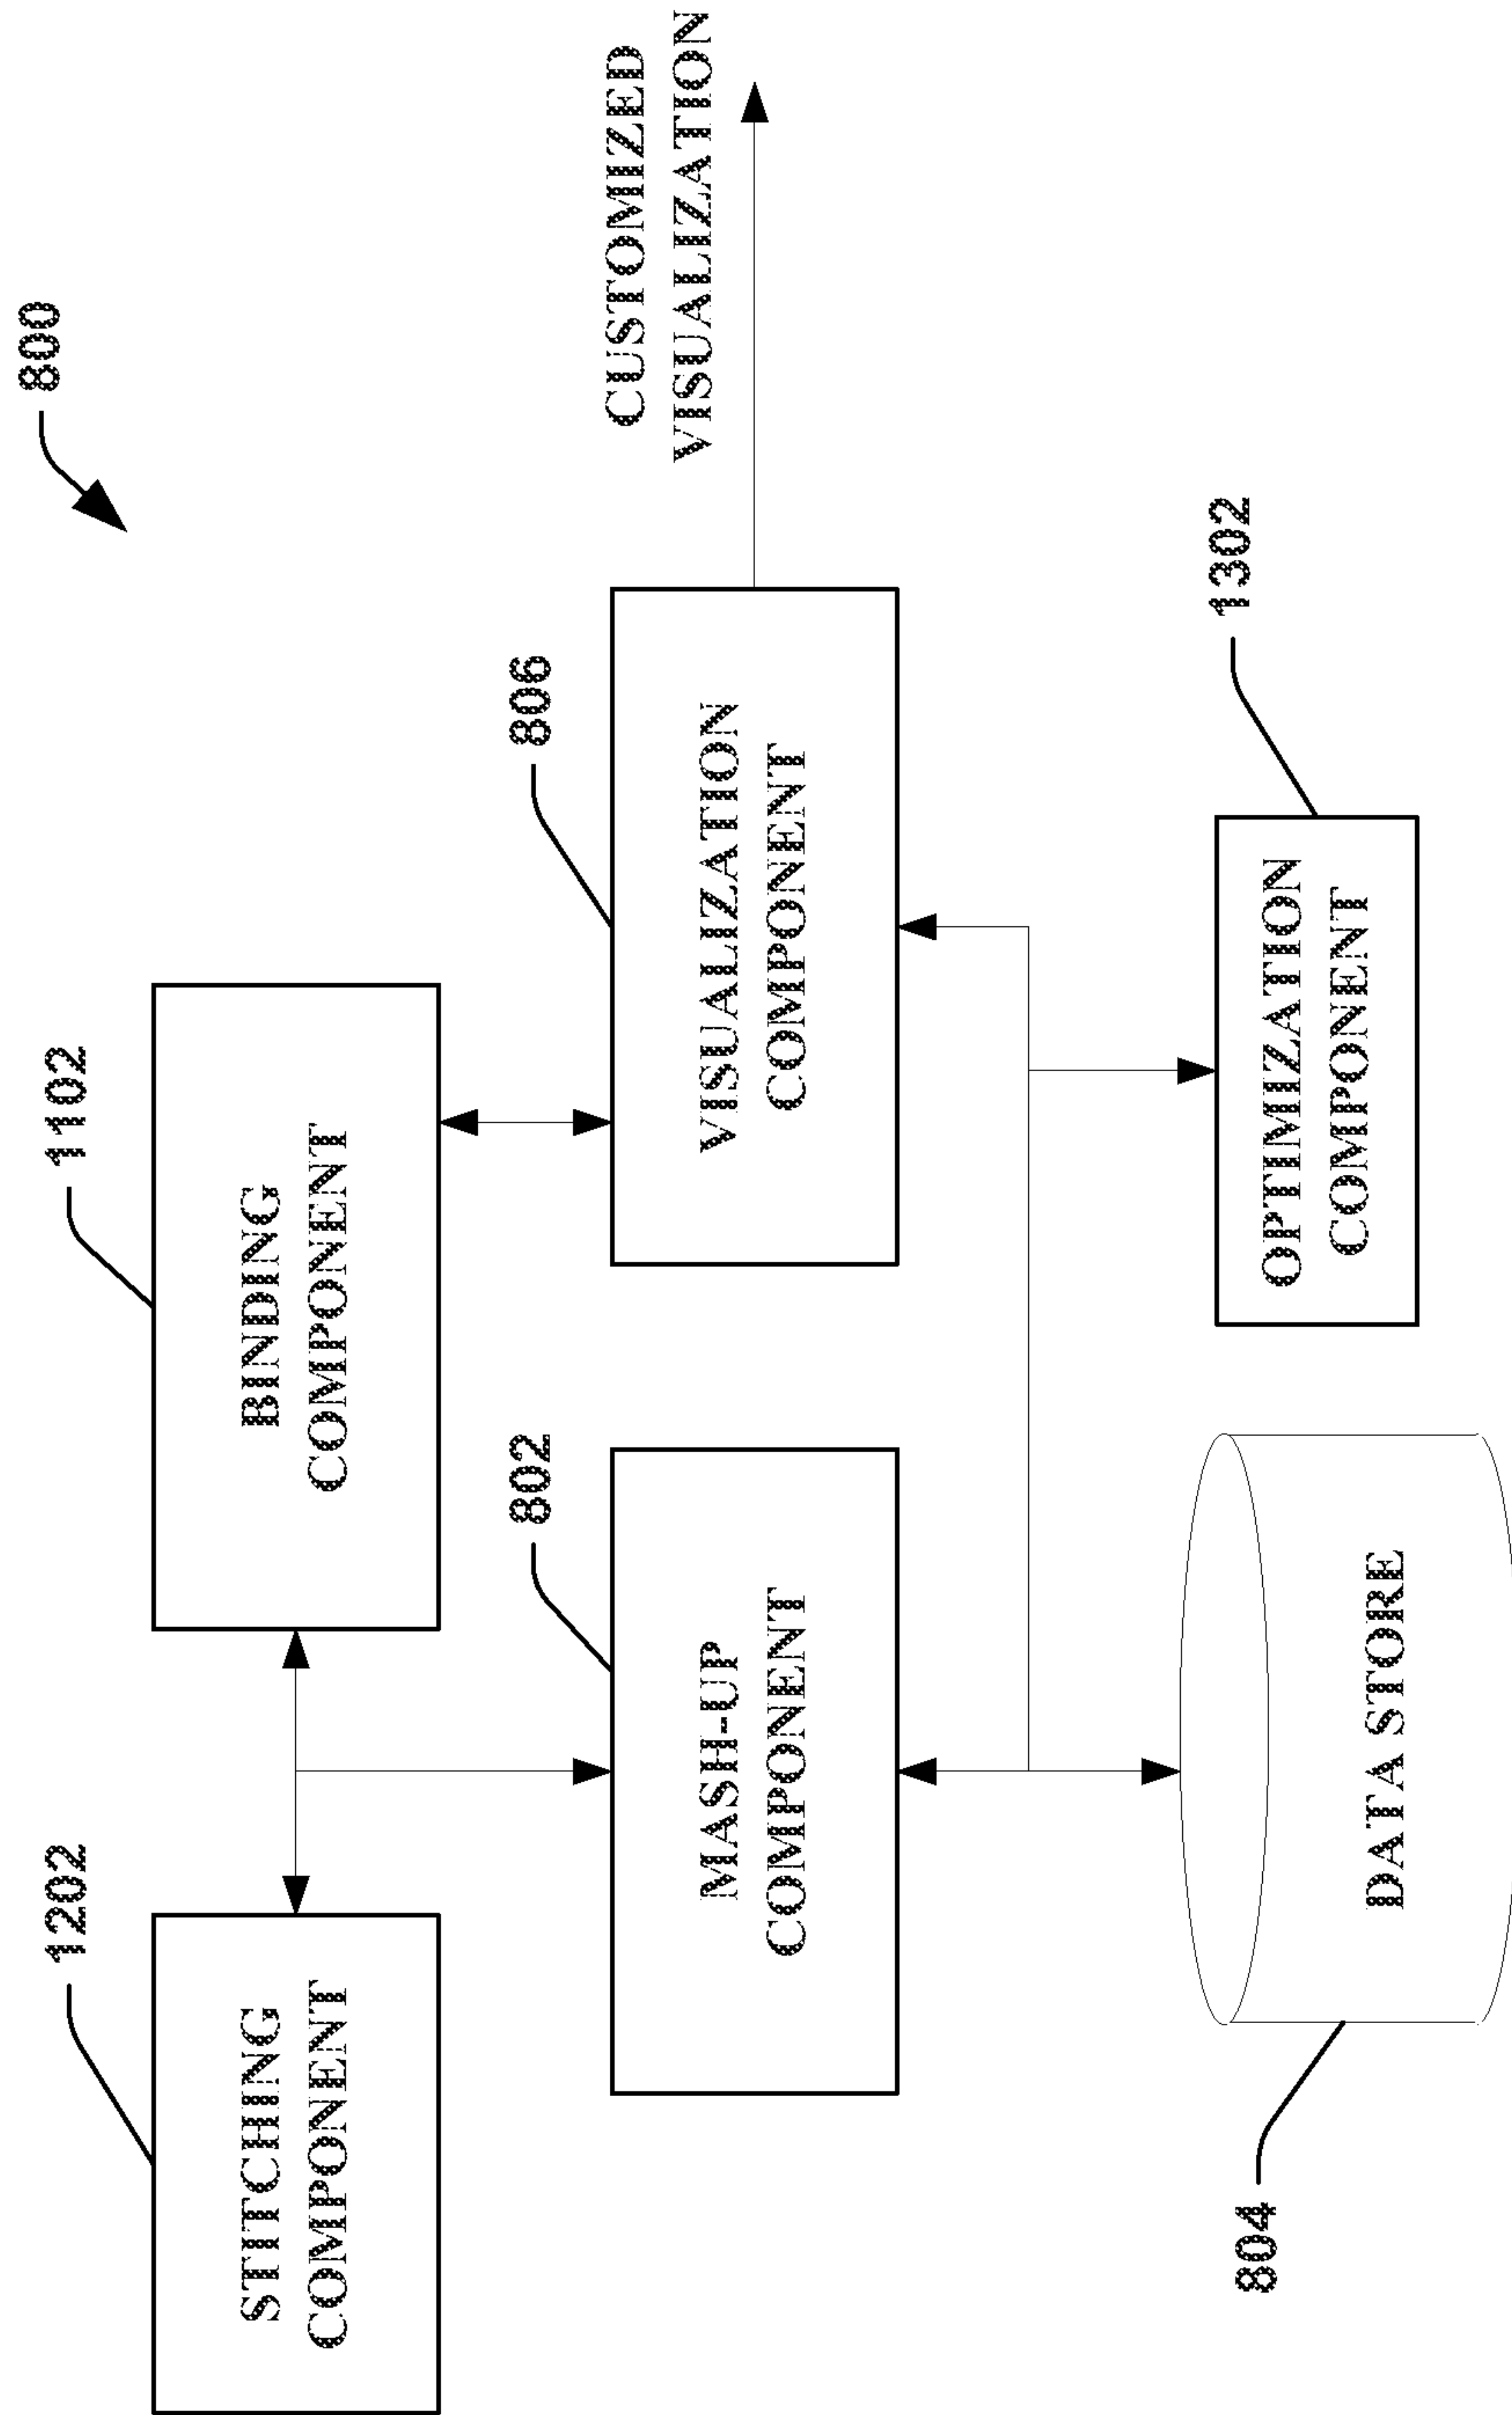 800
1202
STITCHING
COMPONENT
1102
BINDING
COMPONENT
802
MASH-UP
COMPONENT
806
VISUALIZATION
COMPONENT
CUSTOMIZED
VISUALIZATION
804
DATA STORE
1302
OPTIMIZATION
COMPONENT